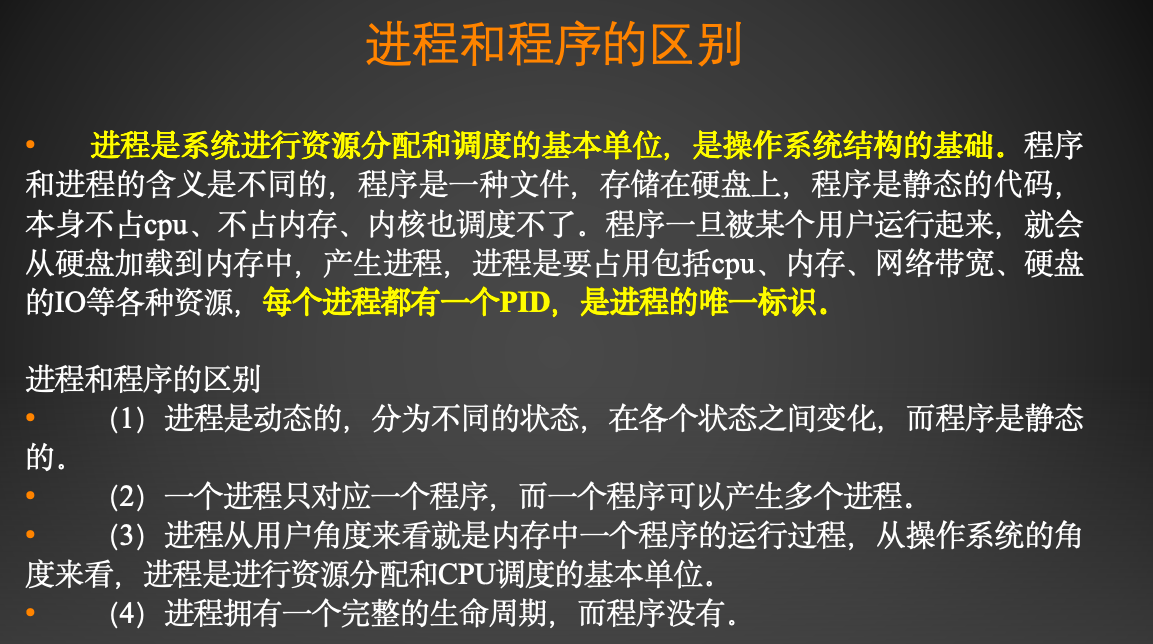 进程和程序的区别
• 进程是系统进行资源分配和调度的基本单位，是操作系统结构的基础。程序
和进程的含义是不同的，程序是一种文件，存储在硬盘上，程序是静态的代码，
本身不占cpu、不占内存、内核也调度不了。程序一旦被某个用户运行起来，就会
从硬盘加载到内存中，产生进程，进程是要占用包括cpu、内存、网络带宽、硬盘
的IO等各种资源，每个进程都有一个PID，是进程的唯一标识。
进程和程序的区别
• （1）进程是动态的，分为不同的状态，在各个状态之间变化，而程序是静态
的。
• （2）一个进程只对应一个程序，而一个程序可以产生多个进程。
• （3）进程从用户角度来看就是内存中一个程序的运行过程，从操作系统的角
度来看，进程是进行资源分配和CPU调度的基本单位。
• （4）进程拥有一个完整的生命周期，而程序没有。